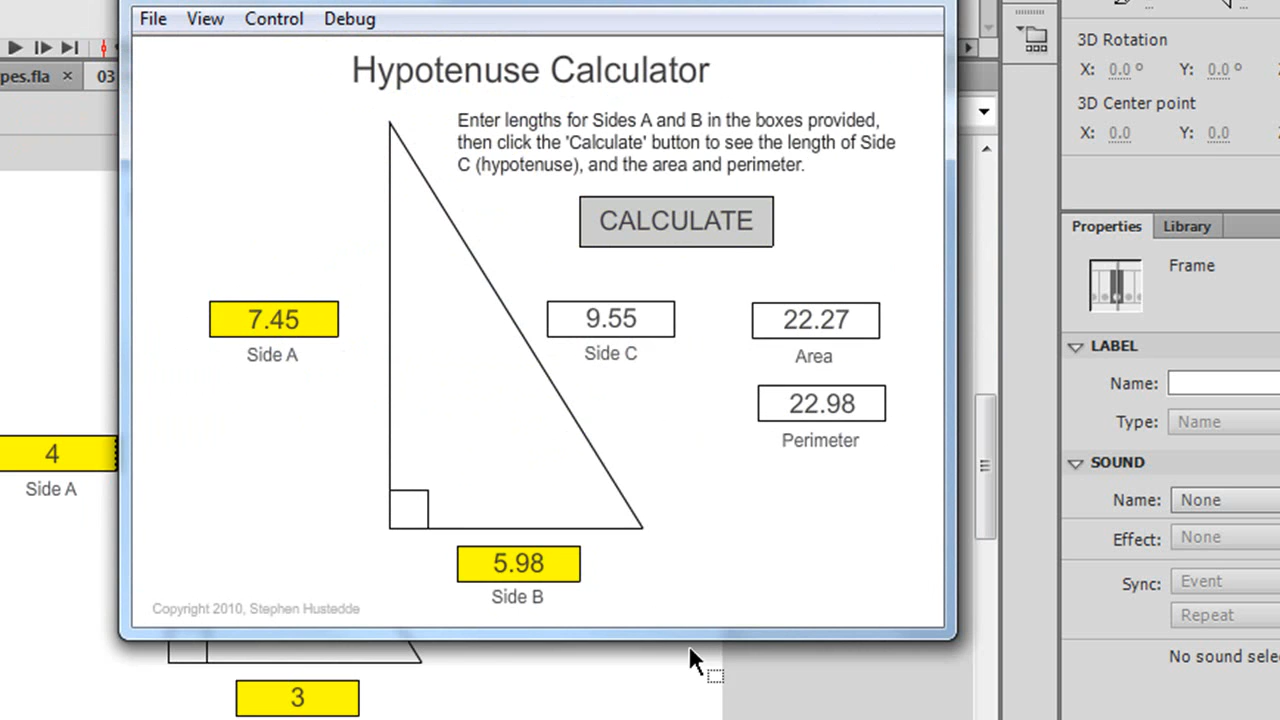 File View Control Debug
3D Rotation
X: 0.0 ° Y: 0.0 °
3D Center point
X: 0.0 Y: 0.0
pes.fla × 03
Hypotenuse Calculator
Enter lengths for Sides A and B in the boxes provided,
then click the 'Calculate' button to see the length of Side
C (hypotenuse), and the area and perimeter.
CALCULATE
7.45
Side A
9.55
Side C
22.27
Area
22.98
Perimeter
5.98
Side B
Copyright 2010, Stephen Hustedde
4
Side A
3
Properties Library
Frame
LABEL
Name:
Type: Name
SOUND
Name: None
Effect: None
Sync: Event
Repeat
No sound sele